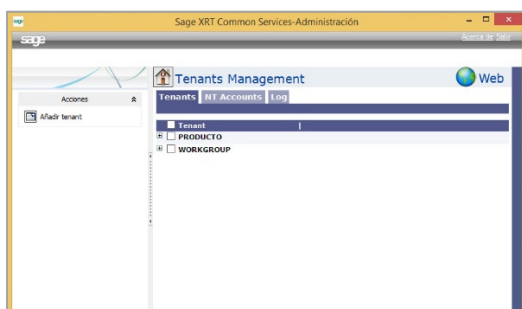 sage
Sage XRT Common Services-Administración
sage
Acerca de Salir
Tenants Management
Web
Acciones
Añadir tenant
Tenants NT Accounts Log
Tenant
PRODUCTO
WORKGROUP